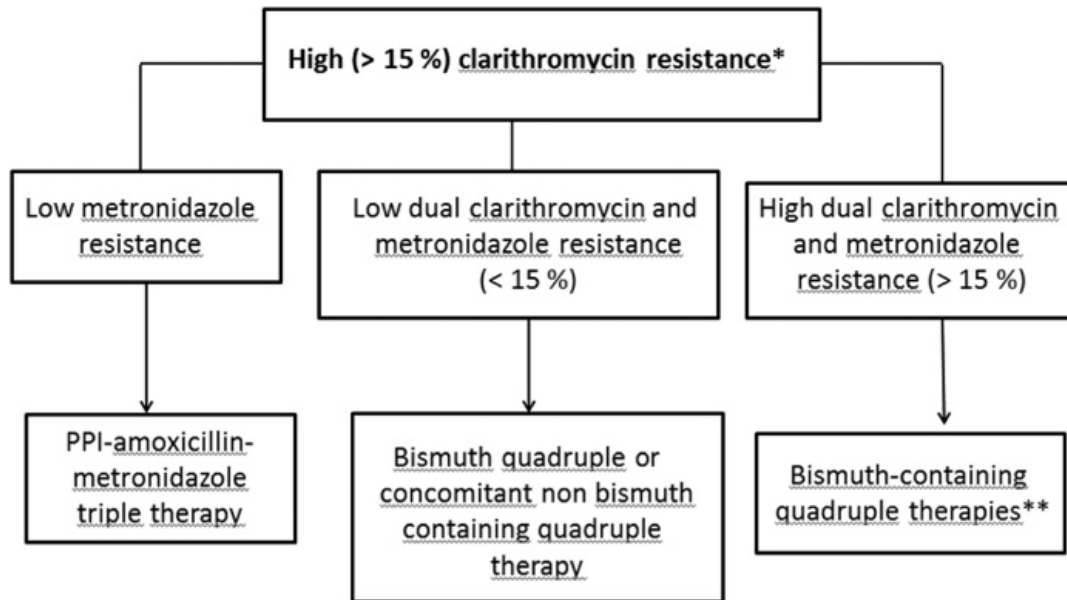 High (> 15 %) clarithromycin resistance*
Low metronidazole
resistance
Low dual clarithromycin and
metronidazole resistance
(< 15 %)
High dual clarithromycin
and metronidazole
resistance (> 15 %)
PPI-amoxicillin-
metronidazole
triple therapy
Bismuth quadruple or
concomitant non bismuth
containing quadruple
therapy
Bismuth-containing
quadruple therapies**